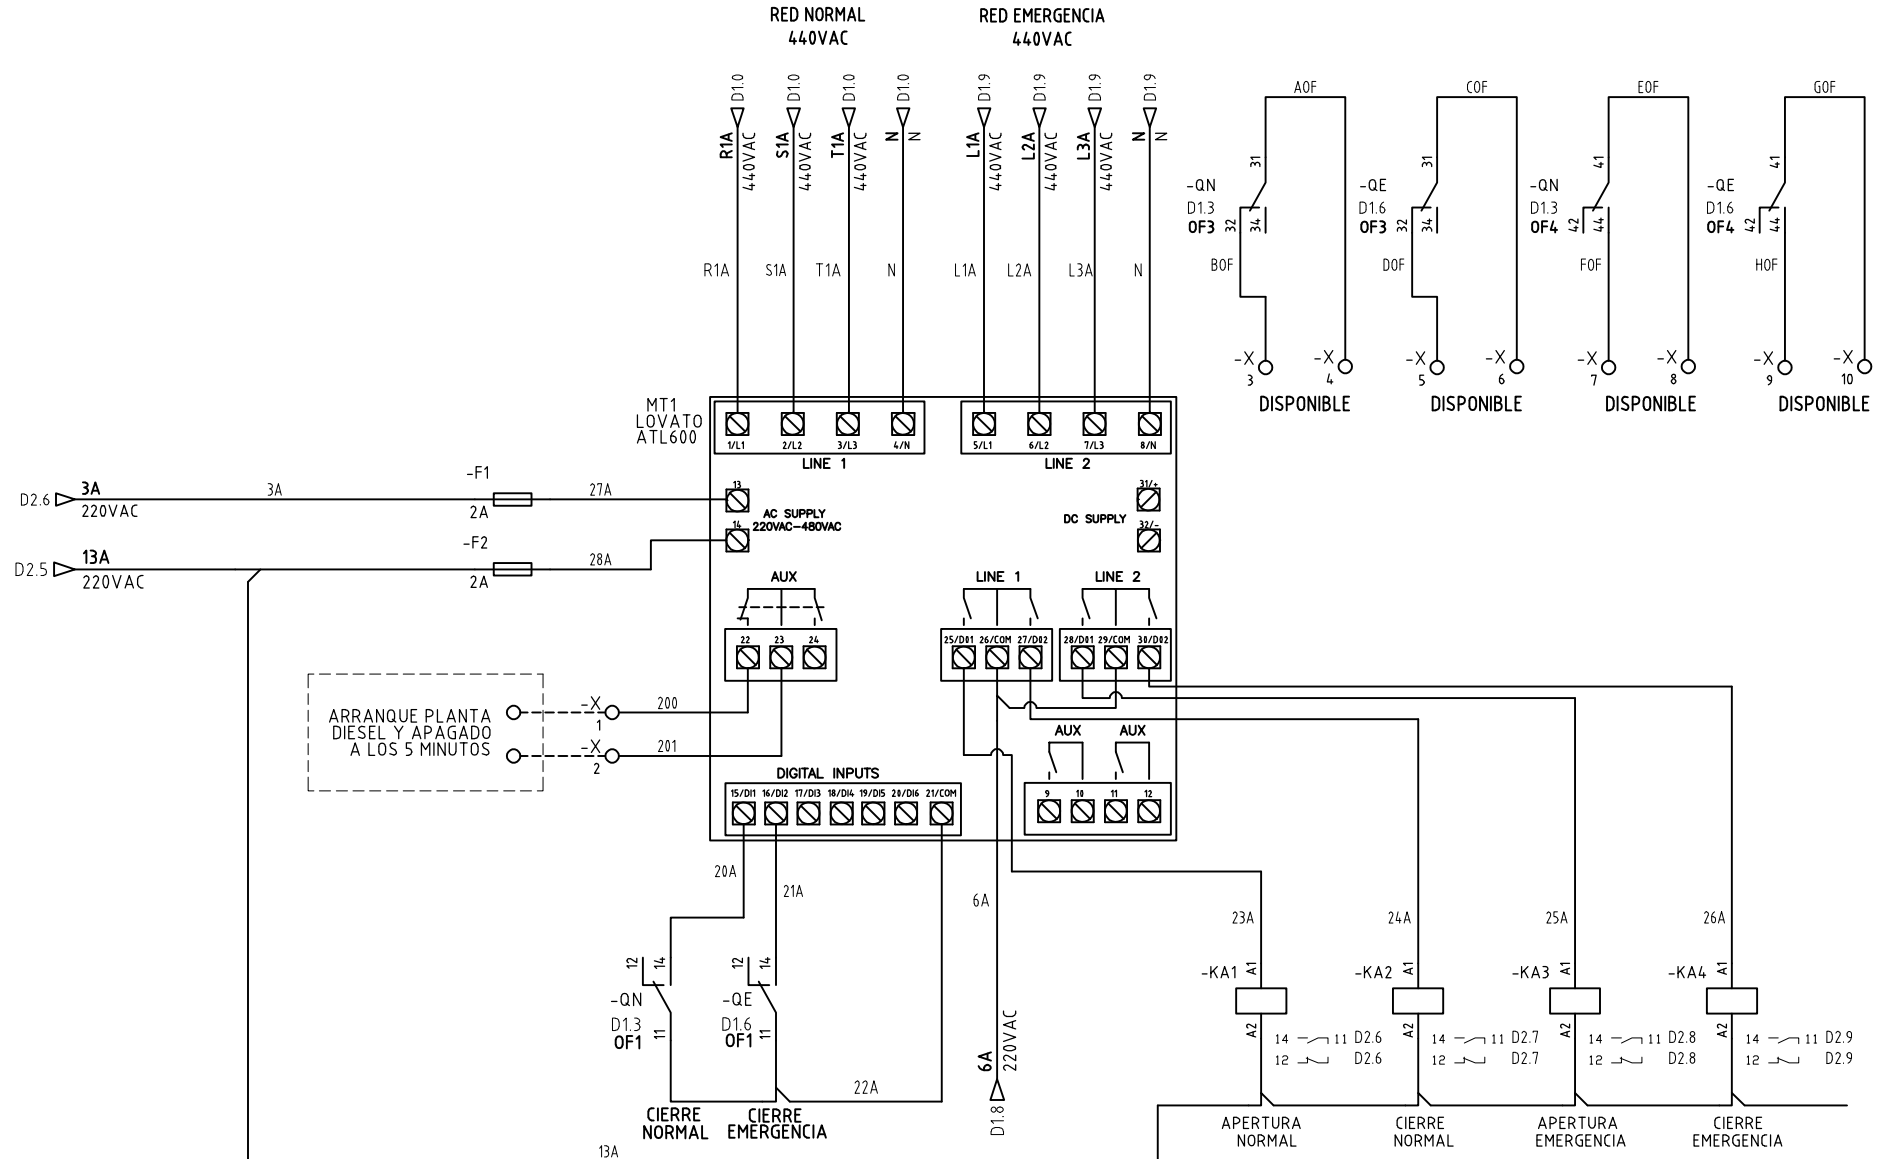 RED NORMAL
440VAC
RED EMERGENCIA
440VAC
D1.0
D1.0
D1.0
D1.0
D1.9
D1.9
D1.9
D1.9
R1A
440VAC
S1A
440VAC
T1A
440VAC
N
N
L1A
440VAC
L2A
440VAC
L3A
440VAC
N
N
R1A
S1A
T1A
N
L1A
L2A
L3A
N
A0F
31
-QN
D1.3
OF3
32
34
B0F
-X
3
-X
4
DISPONIBLE
C0F
31
-QE
D1.6
OF3
32
34
D0F
-X
5
-X
6
DISPONIBLE
E0F
41
-QN
D1.3
OF4
42
44
F0F
-X
7
-X
8
DISPONIBLE
G0F
41
-QE
D1.6
OF4
42
44
H0F
-X
9
-X
10
DISPONIBLE
MT1
LOVATO
ATL600
1/L1
2/L2
3/L3
4/N
LINE 1
5/L1
6/L2
7/L3
8/N
LINE 2
D2.6
3A
220VAC
3A
-F1
2A
27A
13
AC SUPPLY
220VAC-480VAC
14
31/+
DC SUPPLY
32/-
D2.5
13A
220VAC
-F2
2A
28A
AUX
22
23
24
LINE 1
25/D01
26/COM
27/D02
LINE 2
28/D01
29/COM
30/D02
ARRANQUE PLANTA
DIESEL Y APAGADO
A LOS 5 MINUTOS
-X
1
200
-X
2
201
AUX
AUX
9
10
11
12
DIGITAL INPUTS
15/DI1
16/DI2
17/DI3
18/DI4
19/DI5
20/DI6
21/COM
20A
21A
6A
12
14
-QN
D1.3
OF1
11
12
14
-QE
D1.6
OF1
11
22A
CIERRE
NORMAL
CIERRE
EMERGENCIA
6A
220VAC
D1.8
23A
24A
25A
26A
-KA1
A1
A2
14
11
D2.6
12
D2.6
APERTURA
NORMAL
-KA2
A1
A2
14
11
D2.7
12
D2.7
CIERRE
NORMAL
-KA3
A1
A2
14
11
D2.8
12
D2.8
APERTURA
EMERGENCIA
-KA4
A1
A2
14
11
D2.9
12
D2.9
CIERRE
EMERGENCIA
13A